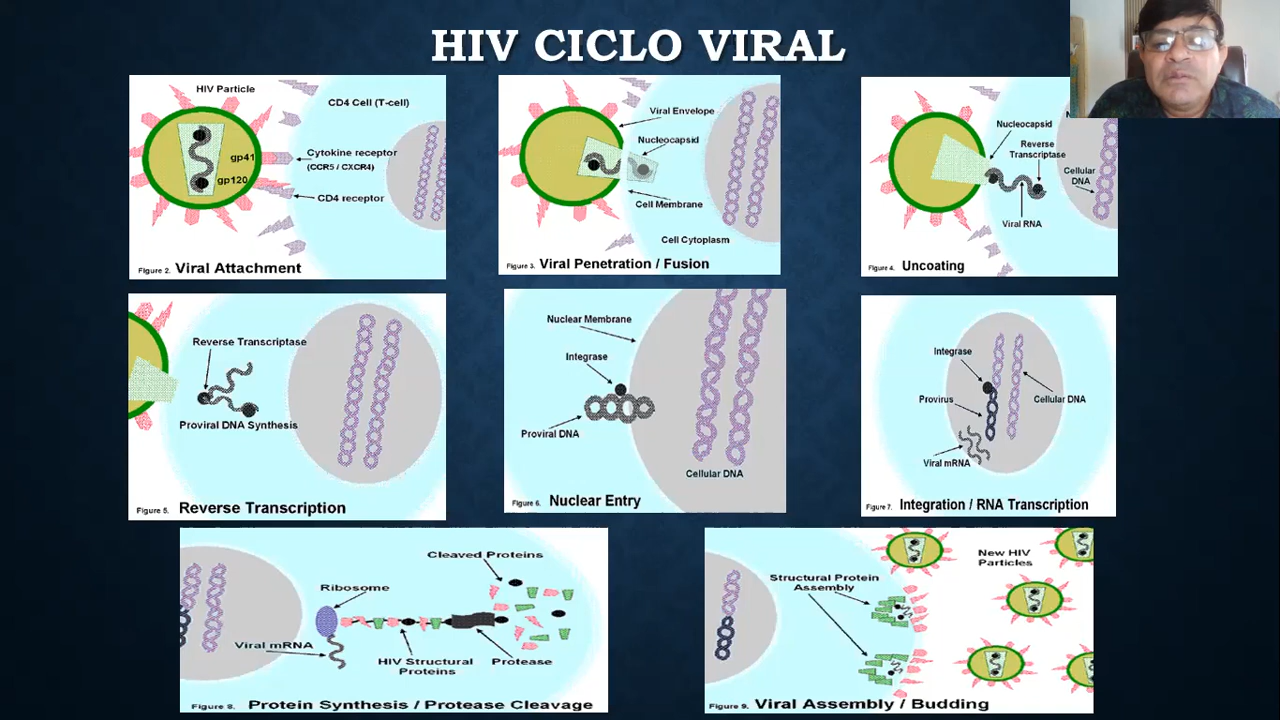 HIV CICLO VIRAL
HIV Particle
CD4 Cell (T-cell)
gp41
Cytokine receptor
(CCR5 / CXCR4)
gp120
CD4 receptor
Figure 2. Viral Attachment
Viral Envelope
Nucleocapsid
Cell Membrane
Cell Cytoplasm
Figure 3. Viral Penetration / Fusion
Nucleocapsid
Reverse
Transcriptase
Cellular
DNA
Viral RNA
Figure 4. Uncoating
Reverse Transcriptase
Proviral DNA Synthesis
Figure 5. Reverse Transcription
Nuclear Membrane
Integrase
Proviral DNA
Cellular DNA
Figure 6. Nuclear Entry
Integrase
Provirus
Cellular DNA
Viral mRNA
Figure 7. Integration / RNA Transcription
Cleaved Proteins
Ribosome
Viral mRNA
HIV Structural
Proteins
Protease
Figure 8. Protein Synthesis / Protease Cleavage
New HIV
Particles
Structural Protein
Assembly
Figure 9. Viral Assembly / Budding